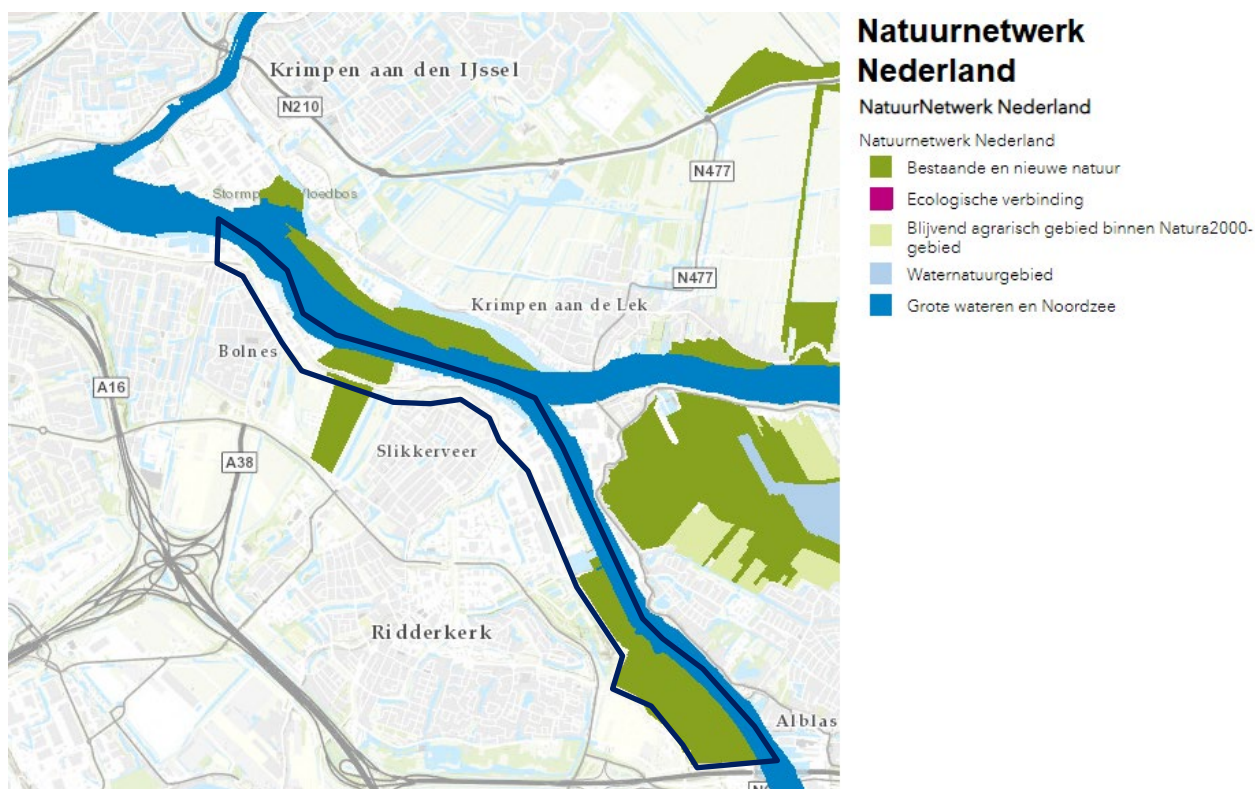 Natuurnetwerk
Nederland
NatuurNetwerk Nederland
Natuurnetwerk Nederland
Bestaande en nieuwe natuur
Ecologische verbinding
Blijvend agrarisch gebied binnen Natura2000-
gebied
Waternatuurgebied
Grote wateren en Noordzee
Krimpen aan den IJssel
N210
N477
Stormp
loedbos
N477
Krimpen aan de Lek
Bolnes
A16
Slikkerveer
A38
Ridderkerk
Alblas